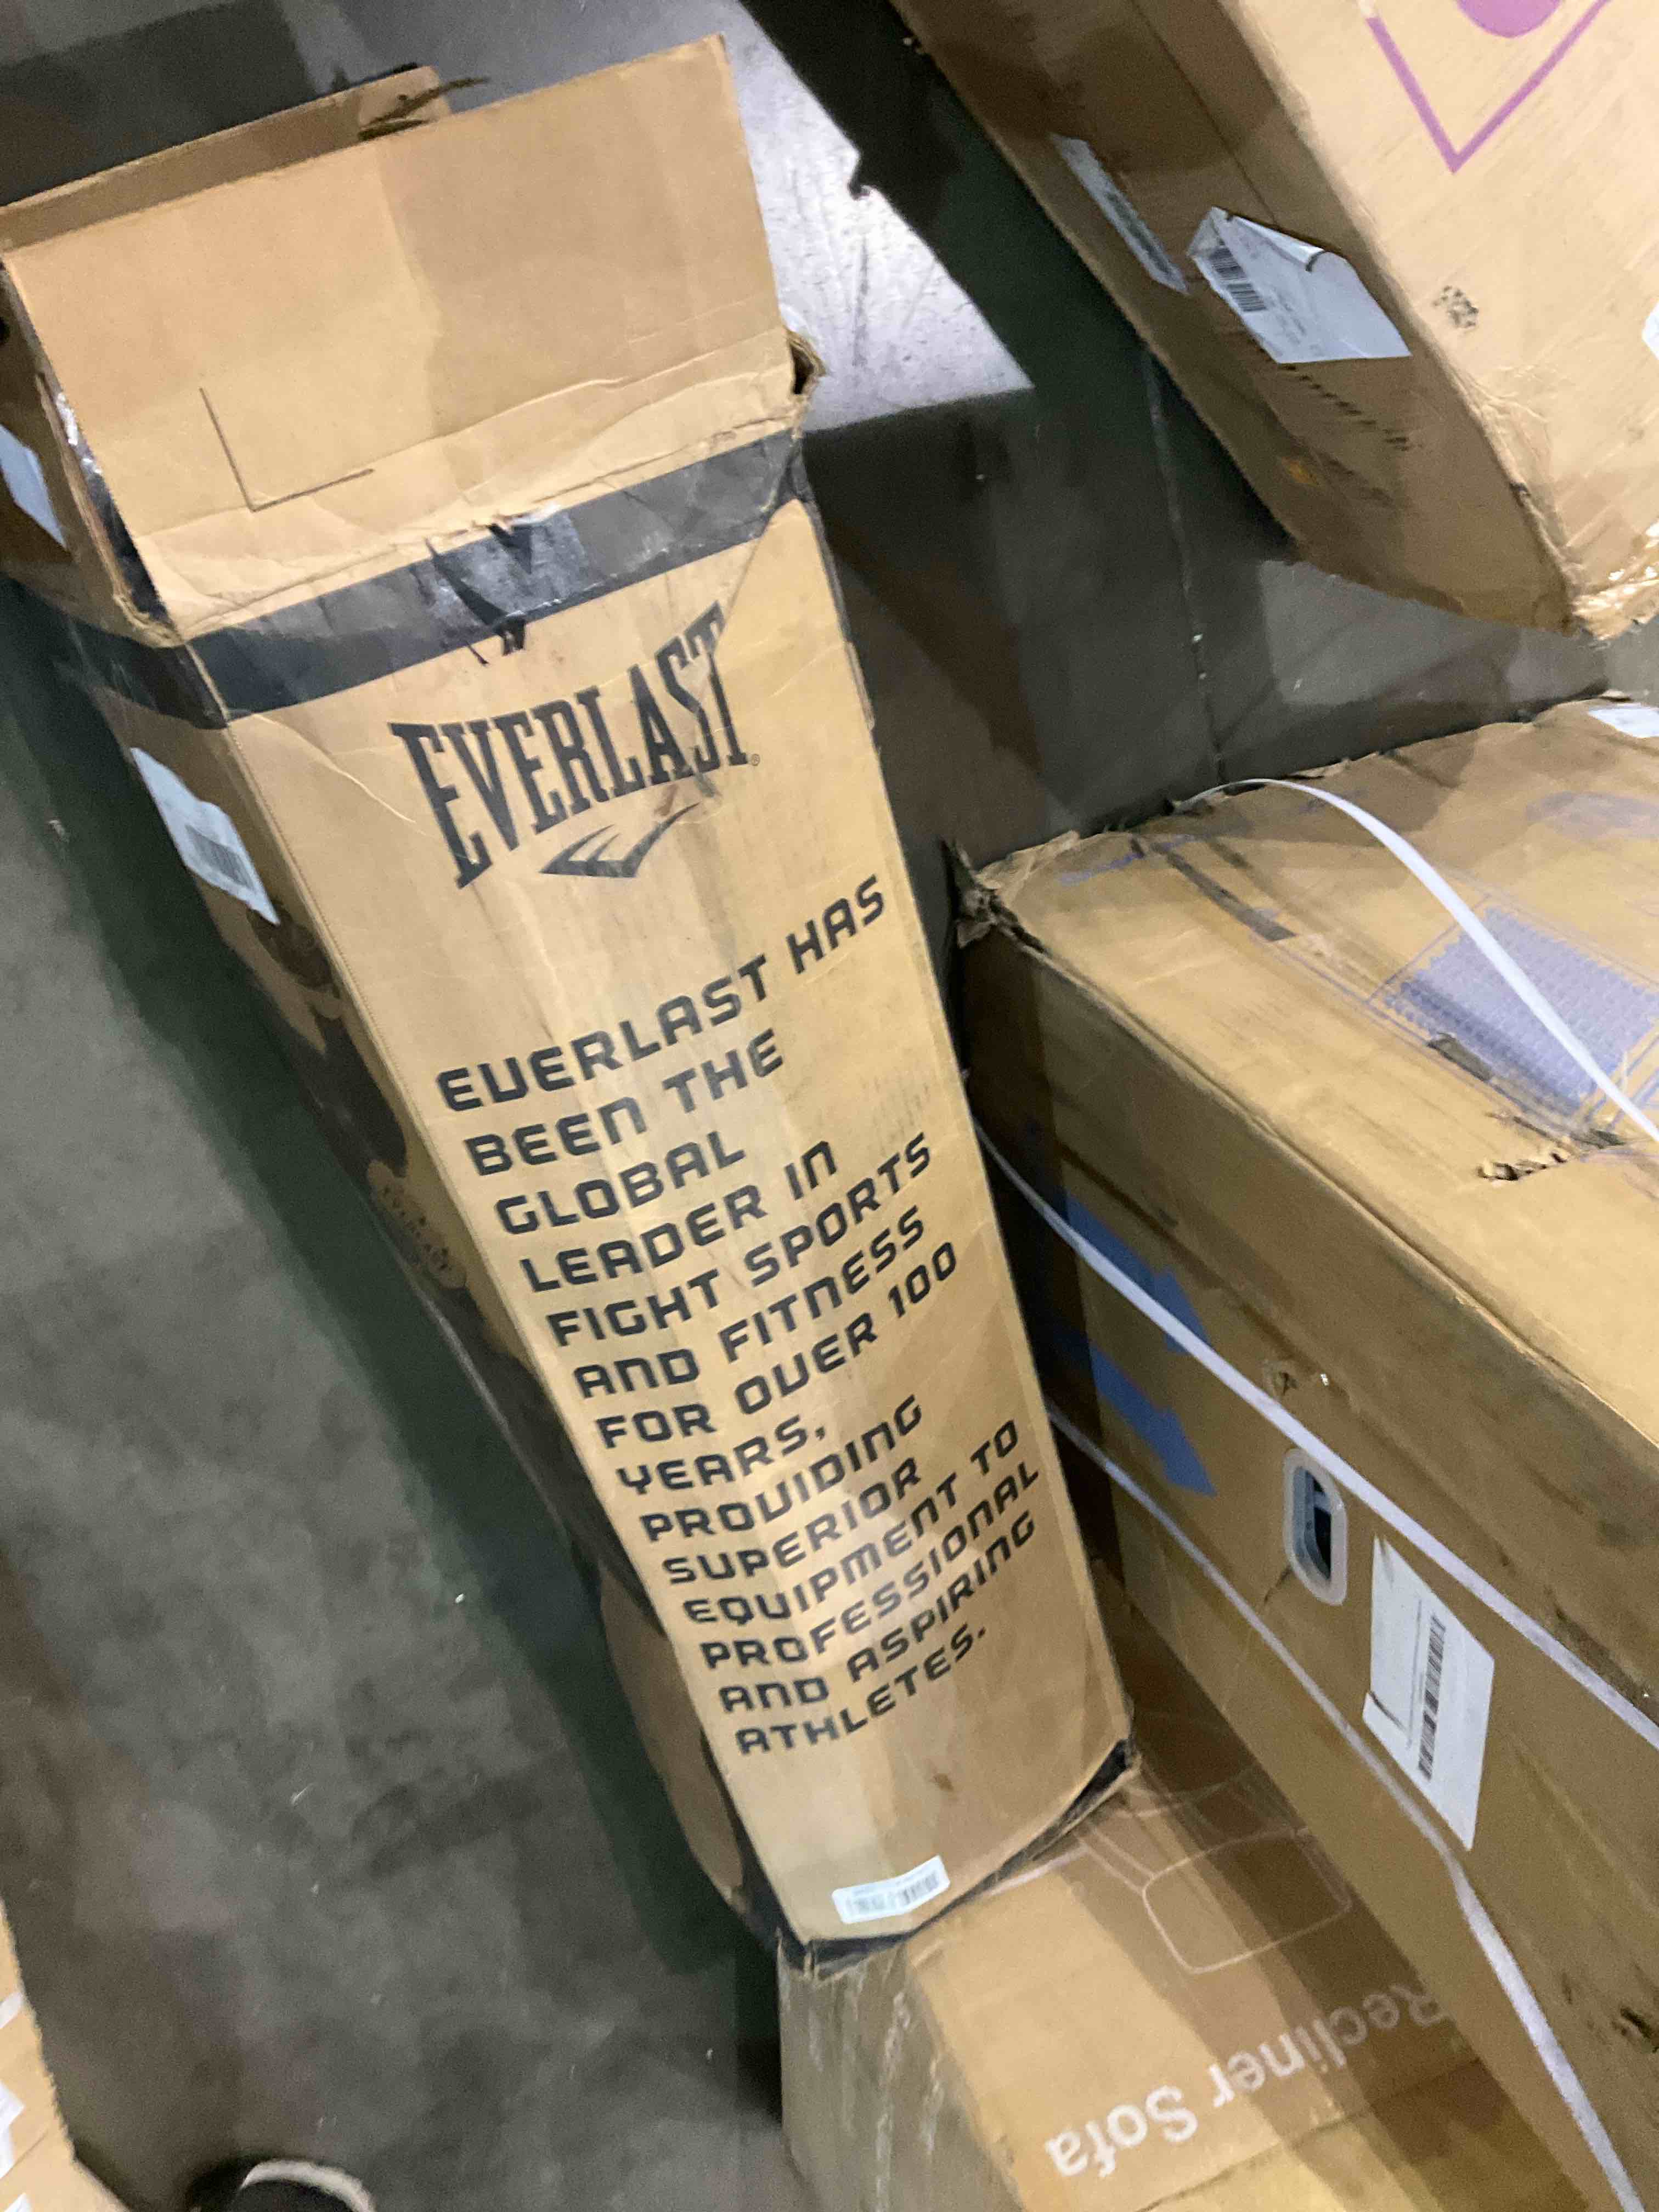 EVERLAST®
EVERLAST HAS
BEEN THE
GLOBAL
LEADER IN
FIGHT SPORTS
AND FITNESS
FOR OVER 100
YEARS,
PROVIDING
SUPERIOR
EQUIPMENT TO
PROFESSIONAL
AND ASPIRING
ATHLETES.
Recliner Sofa